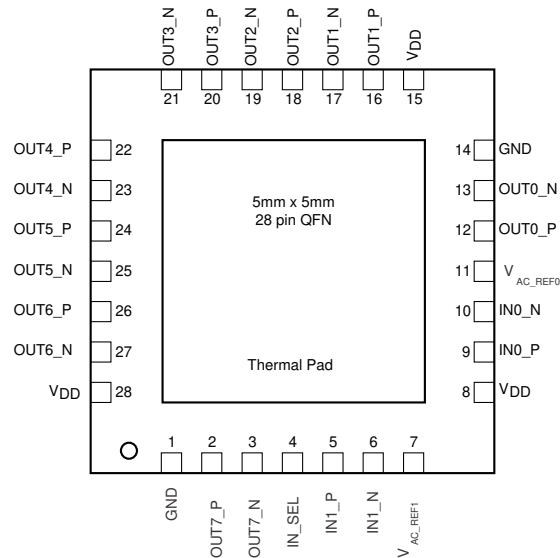 OUT3_N
OUT3_P
OUT2_N
OUT2_P
OUT1_N
OUT1_P
VDD
21
20
19
18
17
16
15
OUT4_P 22
OUT4_N 23
OUT5_P 24
OUT5_N 25
OUT6_P 26
OUT6_N 27
VDD 28
5mm x 5mm
28 pin QFN
Thermal Pad
14 GND
13 OUT0_N
12 OUT0_P
11 VAC_REF0
10 IN0_N
9 IN0_P
8 VDD
1
2
3
4
5
6
7
GND
OUT7_P
OUT7_N
IN_SEL
IN1_P
IN1_N
VAC_REF1